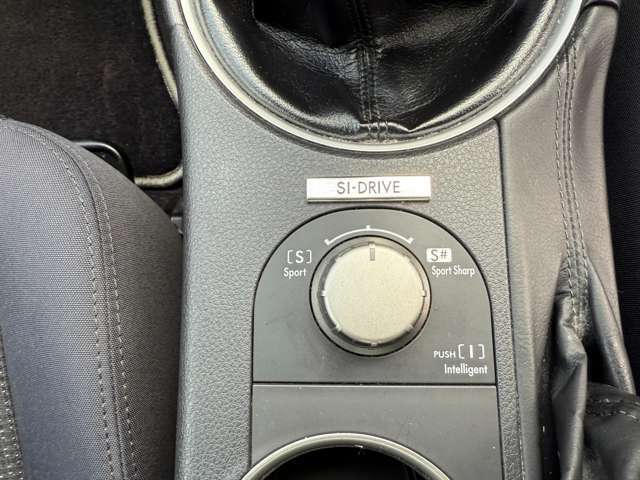 SI-DRIVE
[S]
Sport
S#
Sport Sharp
PUSH [I]
Intelligent